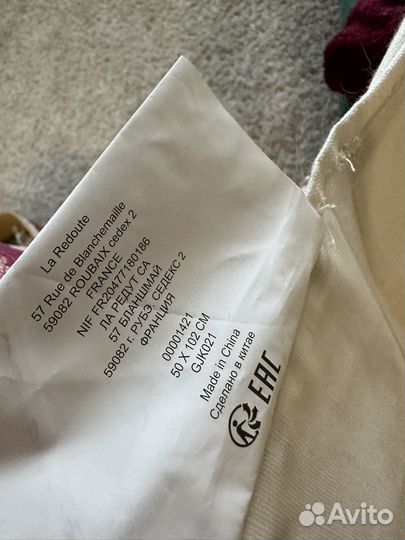 La Redoute
57 Rue de Blanchemaille
59082 ROUBAIX cedex 2
FRANCE
NIF FR20477180186
ЛА РЕДУТ СА
57 БЛАНШМАЙ
59082 г. РУБЭ, СЕДЕКС 2
ФРАНЦИЯ
00001421
50 X 102 CM
GJK021
Made in China
Сделано в китае
EAC
Avito